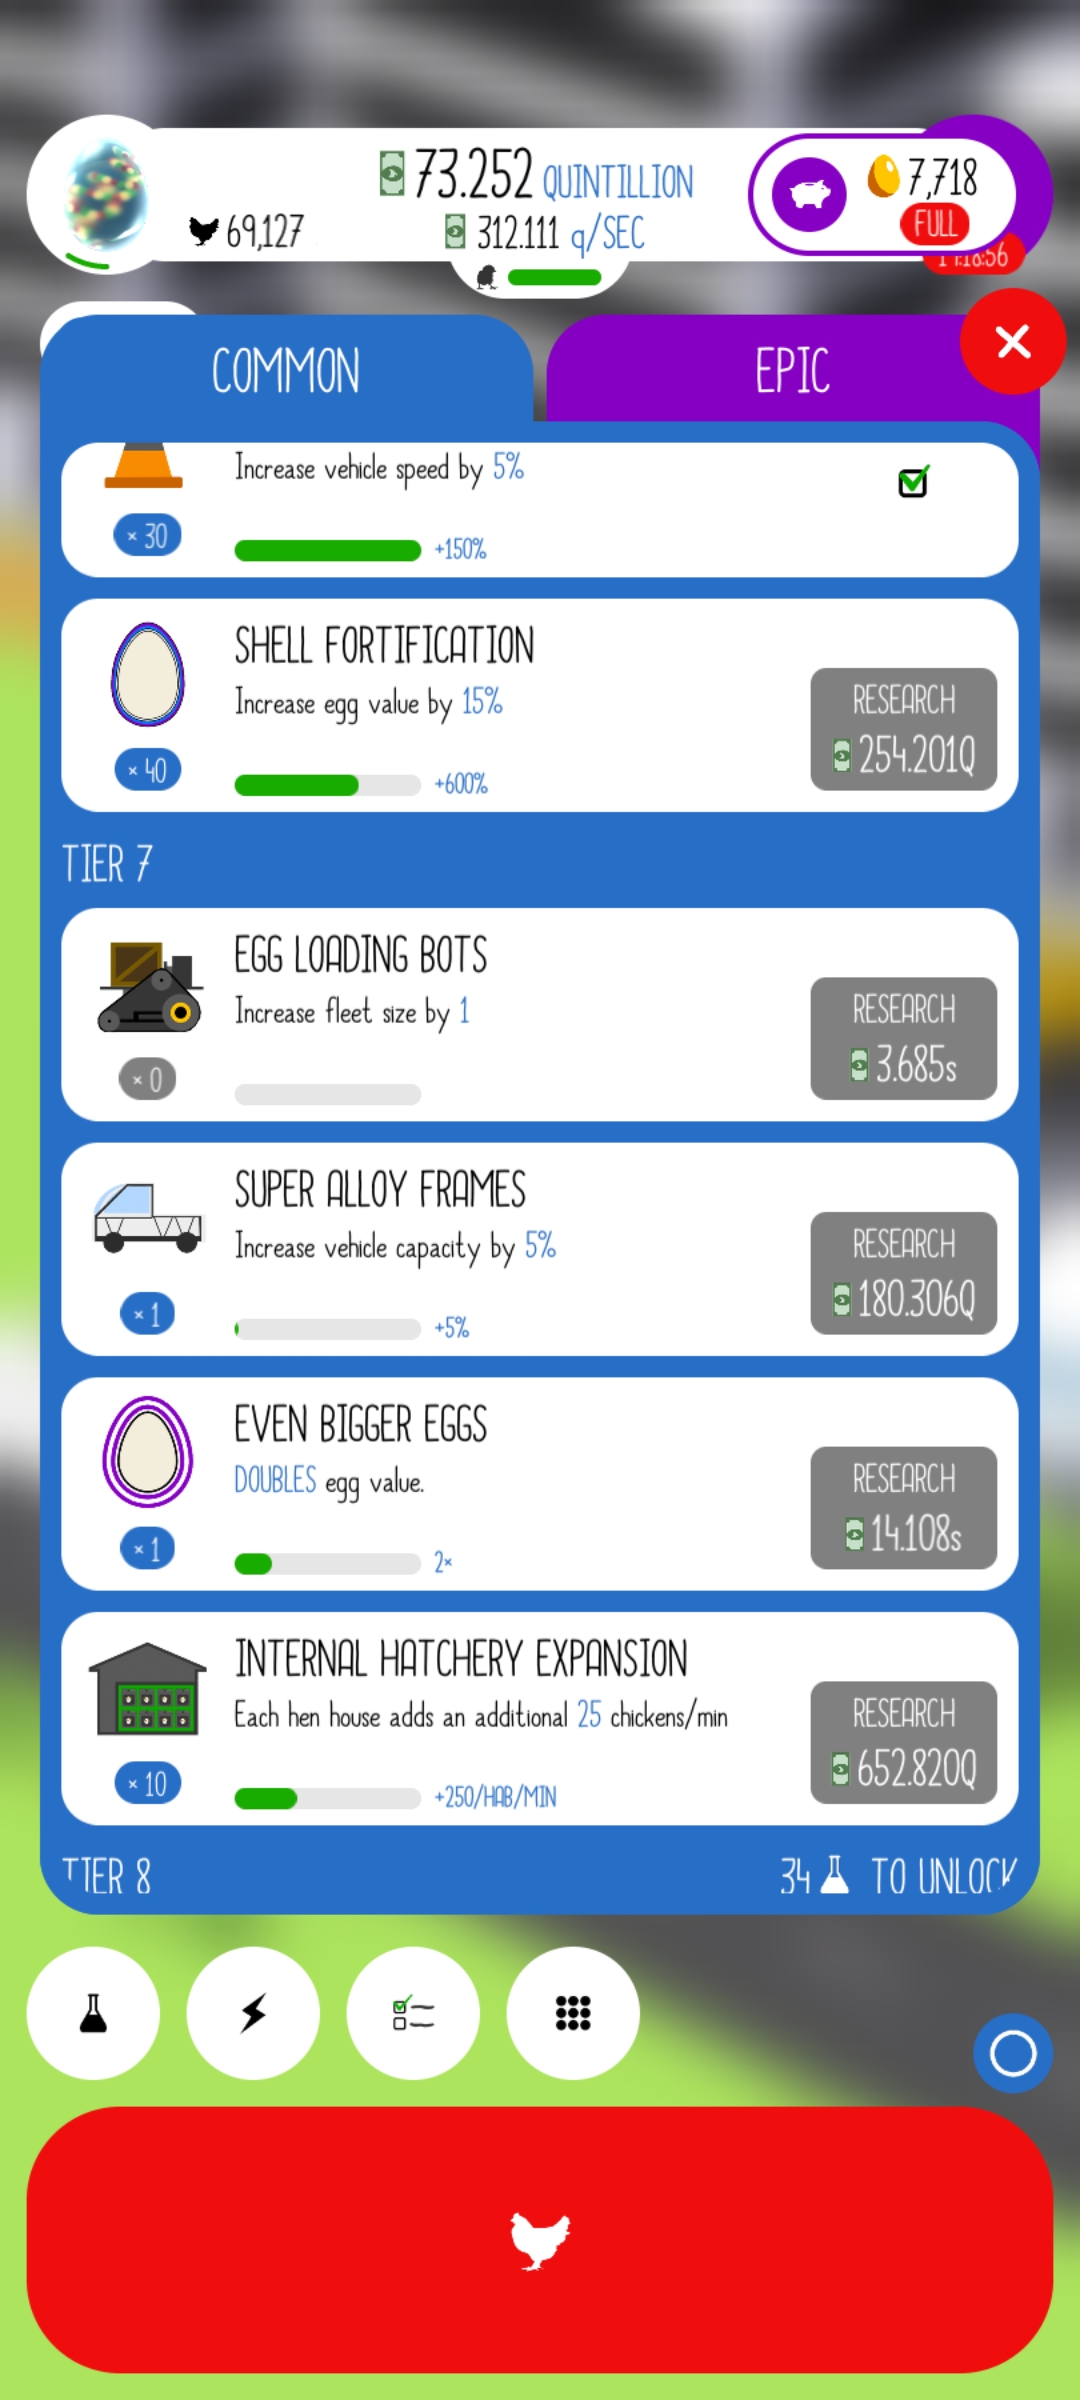 73.252 QUINTILLION
7,718
69,127
312.111 q/SEC
FULL
COMMON
EPIC
Increase vehicle speed by 5%
× 30
+150%
SHELL FORTIFICATION
Increase egg value by 15%
RESEARCH
254.201Q
× 40
+600%
TIER 7
EGG LOADING BOTS
Increase fleet size by 1
RESEARCH
3.685s
× 0
SUPER ALLOY FRAMES
Increase vehicle capacity by 5%
RESEARCH
180.306Q
× 1
+5%
EVEN BIGGER EGGS
DOUBLES egg value.
RESEARCH
14.108s
× 1
2×
INTERNAL HATCHERY EXPANSION
Each hen house adds an additional 25 chickens/min
RESEARCH
652.820Q
× 10
+250/HAB/MIN
TIER 8
34 TO UNLOCK